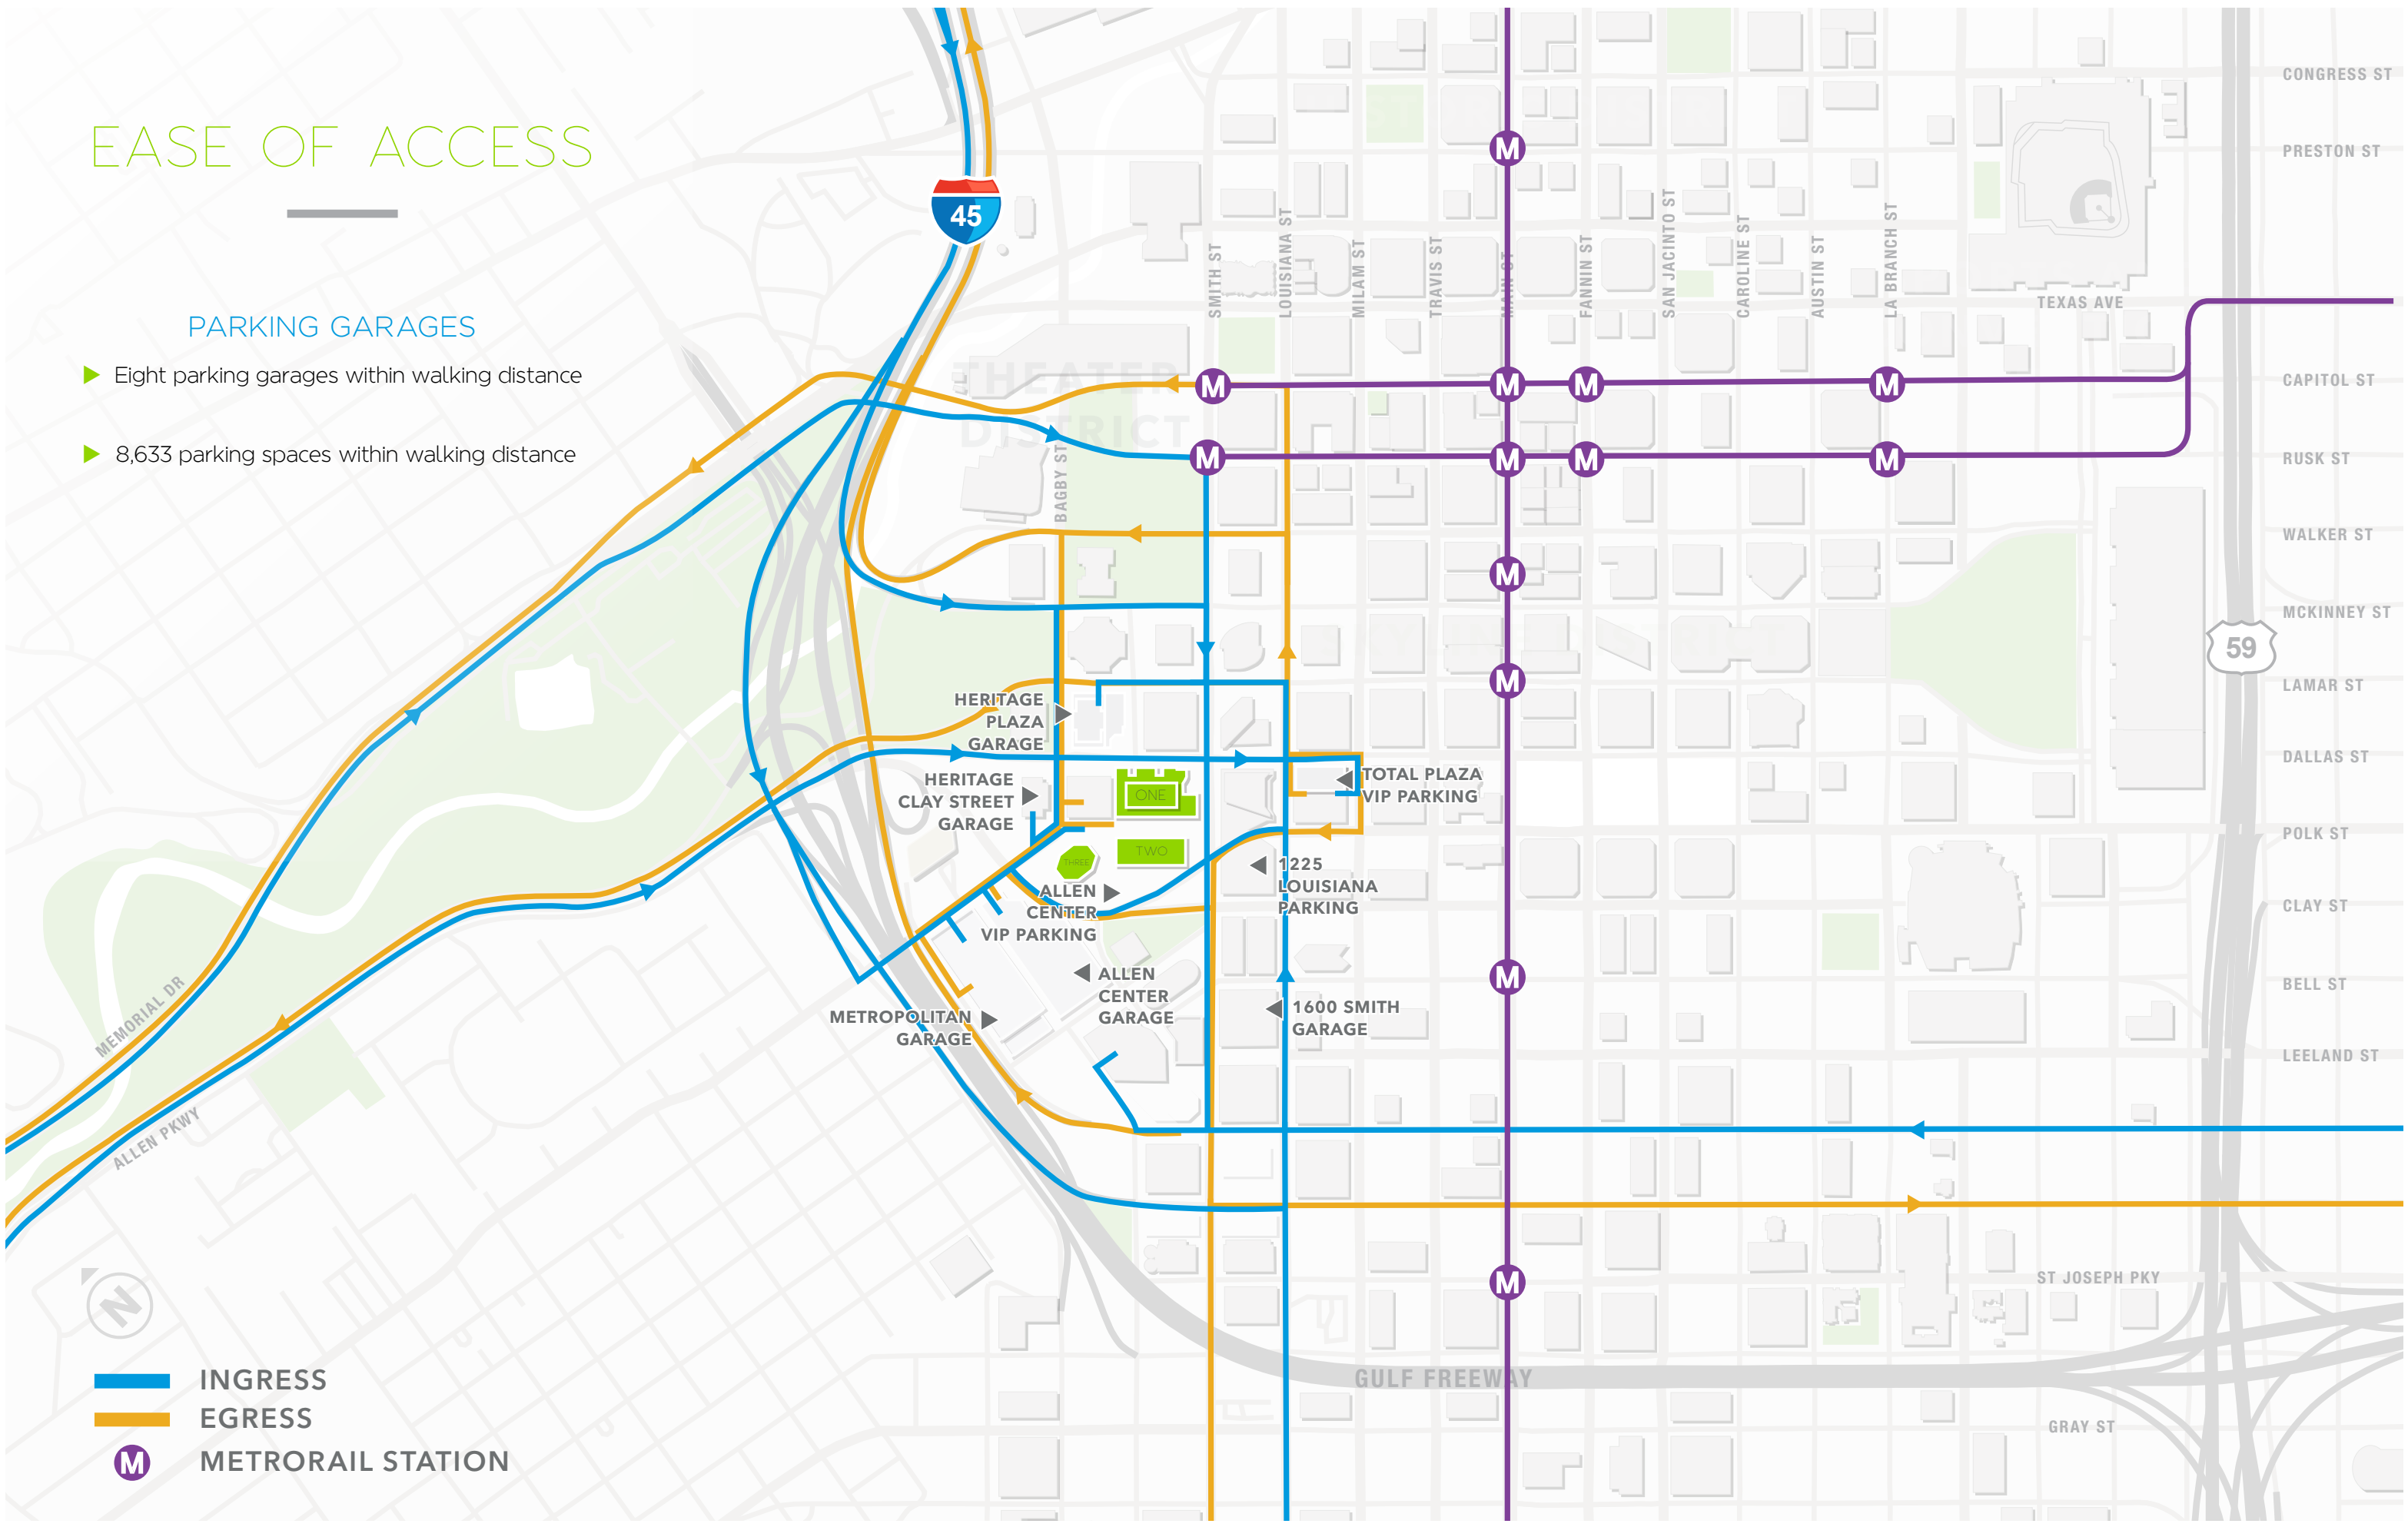 EASE OF ACCESS
PARKING GARAGES
Eight parking garages within walking distance
8,633 parking spaces within walking distance
45
CONGRESS ST
PRESTON ST
SMITH ST
LOUISIANA ST
MILAM ST
TRAVIS ST
MAIN ST
FANNIN ST
SAN JACINTO ST
CAROLINE ST
AUSTIN ST
LA BRANCH ST
TEXAS AVE
THEATER
DISTRICT
M
M
M
M
M
CAPITOL ST
M
M
M
M
RUSK ST
BAGBY ST
WALKER ST
M
MCKINNEY ST
59
M
LAMAR ST
HERITAGE
PLAZA
GARAGE
DALLAS ST
HERITAGE
CLAY STREET
GARAGE
ONE
TWO
THREE
TOTAL PLAZA
VIP PARKING
POLK ST
1225
LOUISIANA
PARKING
ALLEN
CENTER
VIP PARKING
CLAY ST
ALLEN
CENTER
GARAGE
M
BELL ST
METROPOLITAN
GARAGE
1600 SMITH
GARAGE
LEELAND ST
MEMORIAL DR
ALLEN PKWY
M
ST JOSEPH PKY
GULF FREEWAY
GRAY ST
N
INGRESS
EGRESS
M METRORAIL STATION